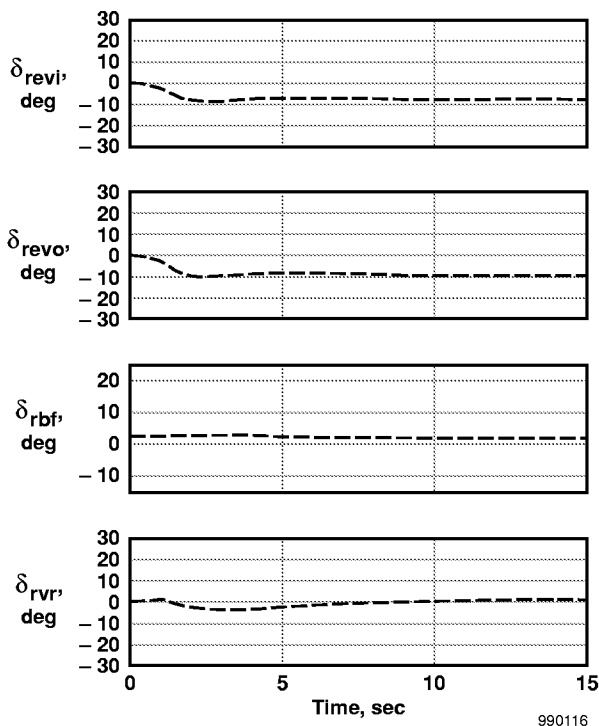 30
20
10
δrevi,
0
deg
– 10
– 20
– 30
30
20
10
δrevo,
0
deg
– 10
– 20
– 30
20
10
δrbf,
0
deg
– 10
30
20
10
δrvr,
0
deg
– 10
– 20
– 30
0 5 10 15
Time, sec
990116